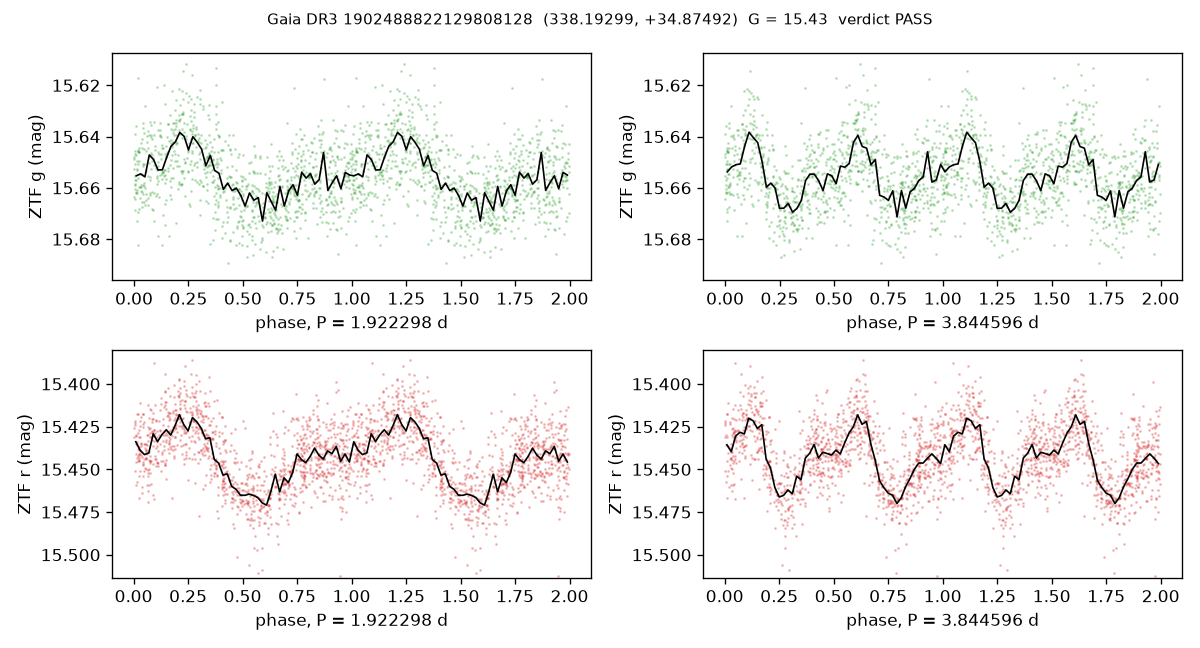 Gaia DR3 1902488822129808128  (338.19299, +34.87492)  G = 15.43  verdict PASS
ZTF g (mag)
15.62
15.64
15.66
15.68
0.00 0.25 0.50 0.75 1.00 1.25 1.50 1.75 2.00
phase, P = 1.922298 d
ZTF g (mag)
15.62
15.64
15.66
15.68
0.00 0.25 0.50 0.75 1.00 1.25 1.50 1.75 2.00
phase, P = 3.844596 d
ZTF r (mag)
15.400
15.425
15.450
15.475
15.500
0.00 0.25 0.50 0.75 1.00 1.25 1.50 1.75 2.00
phase, P = 1.922298 d
ZTF r (mag)
15.400
15.425
15.450
15.475
15.500
0.00 0.25 0.50 0.75 1.00 1.25 1.50 1.75 2.00
phase, P = 3.844596 d